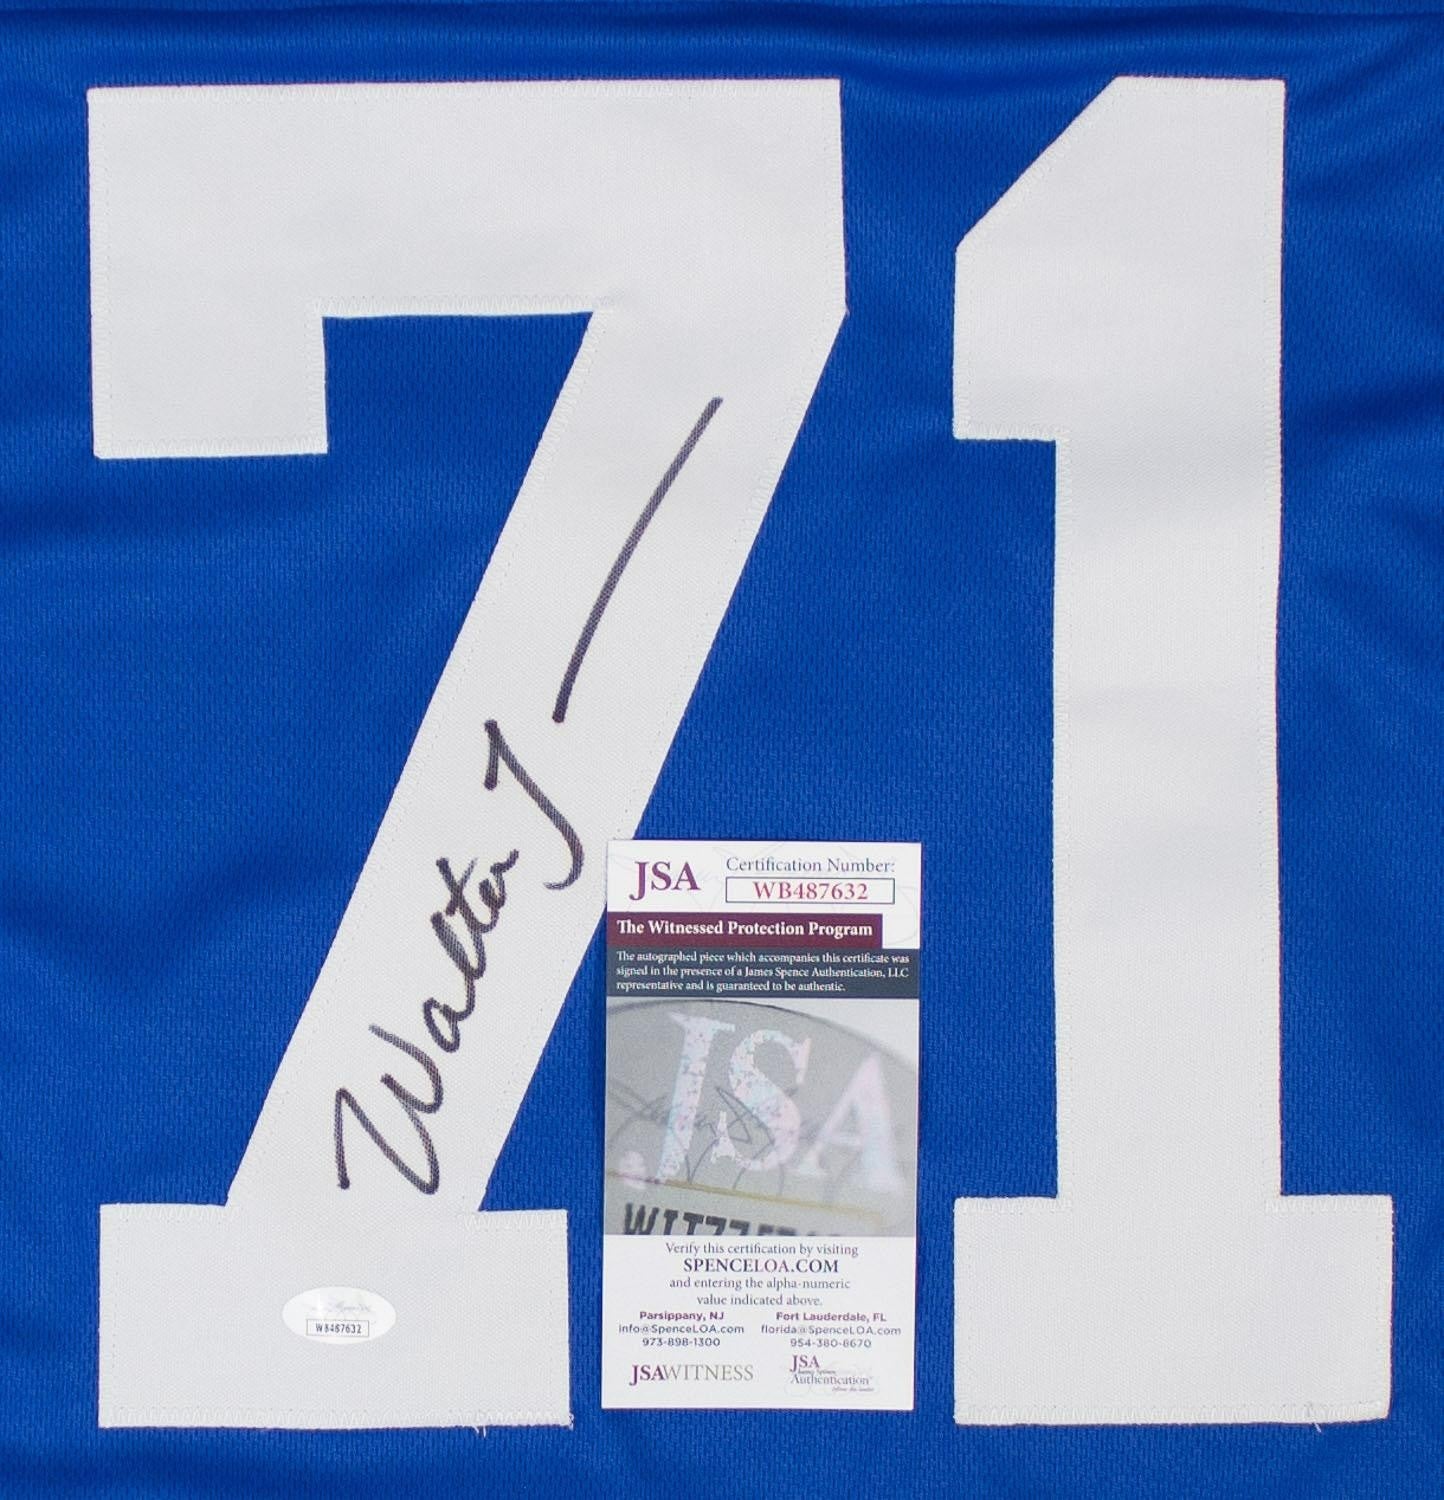 71
Walter J
JSA
Certification Number:
WB487632
The Witnessed Protection Program
The autographed piece which accompanies this certificate was
signed in the presence of a James Spence Authentication, LLC
representative and is guaranteed to be authentic.
JSA
Verify this certification by visiting
SPENCELOA.COM
and entering the alpha-numeric
value indicated above.
Parsippany, NJ
info@SpenceLOA.com
973-898-1300
Fort Lauderdale, FL
florida@SpenceLOA.com
954-380-8670
JSAWITNESS
JSA
Authentication
WB487632